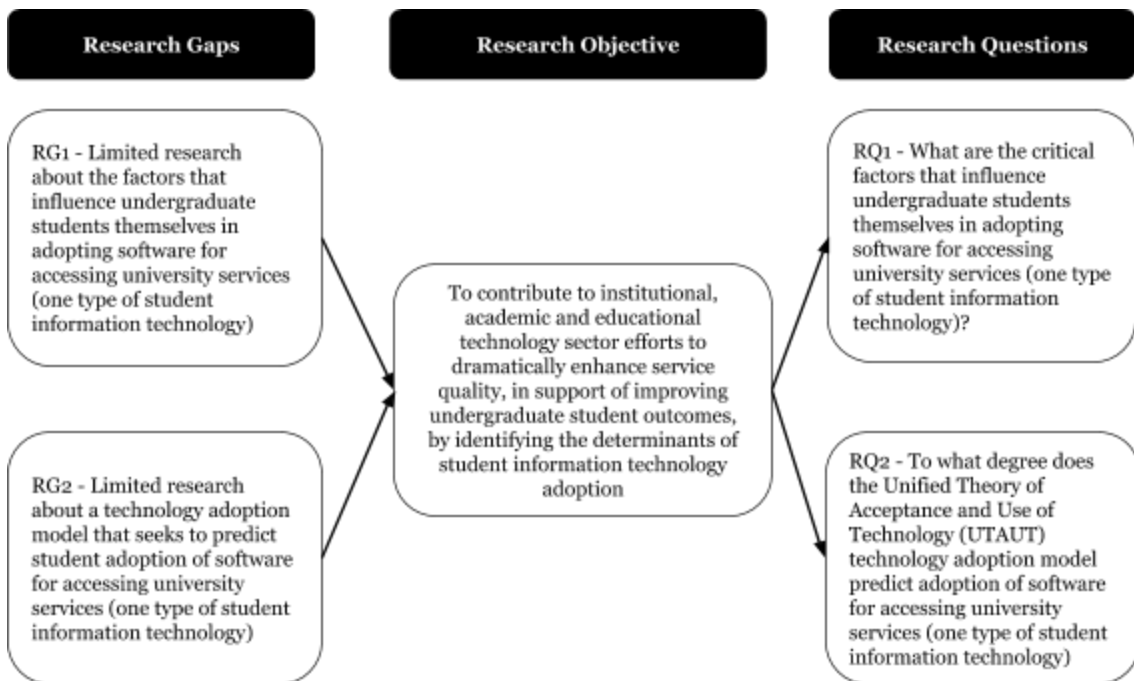 Research Gaps
Research Objective
Research Questions
RG1 - Limited research
about the factors that
influence undergraduate
students themselves in
adopting software for
accessing university services
(one type of student
information technology)
RG2 - Limited research
about a technology adoption
model that seeks to predict
student adoption of software
for accessing university
services (one type of student
information technology)
To contribute to institutional,
academic and educational
technology sector efforts to
dramatically enhance service
quality, in support of improving
undergraduate student outcomes,
by identifying the determinants of
student information technology
adoption
RQ1 - What are the critical
factors that influence
undergraduate students
themselves in adopting
software for accessing
university services (one type
of student information
technology)?
RQ2 - To what degree does
the Unified Theory of
Acceptance and Use of
Technology (UTAUT)
technology adoption model
predict adoption of software
for accessing university
services (one type of student
information technology)